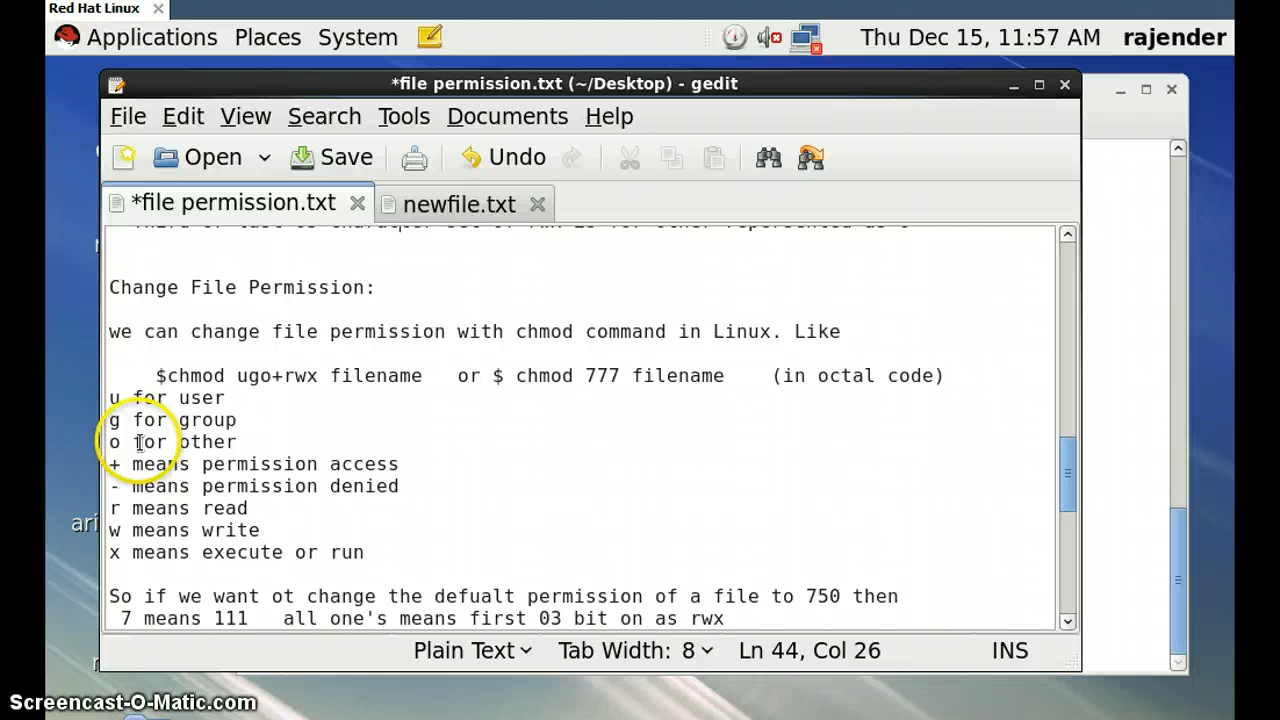 Red Hat Linux
Applications Places System Thu Dec 15, 11:57 AM rajender
*file permission.txt (~/Desktop) - gedit
File Edit View Search Tools Documents Help
Open Save Undo
*file permission.txt newfile.txt
Change File Permission:
we can change file permission with chmod command in Linux. Like
$chmod ugo+rwx filename or $ chmod 777 filename (in octal code)
u for user
g for group
o for other
+ means permission access
- means permission denied
r means read
w means write
x means execute or run
So if we want ot change the defualt permission of a file to 750 then
7 means 111 all one's means first 03 bit on as rwx
Plain Text Tab Width: 8 Ln 44, Col 26 INS
ari
Screencast-O-Matic.com